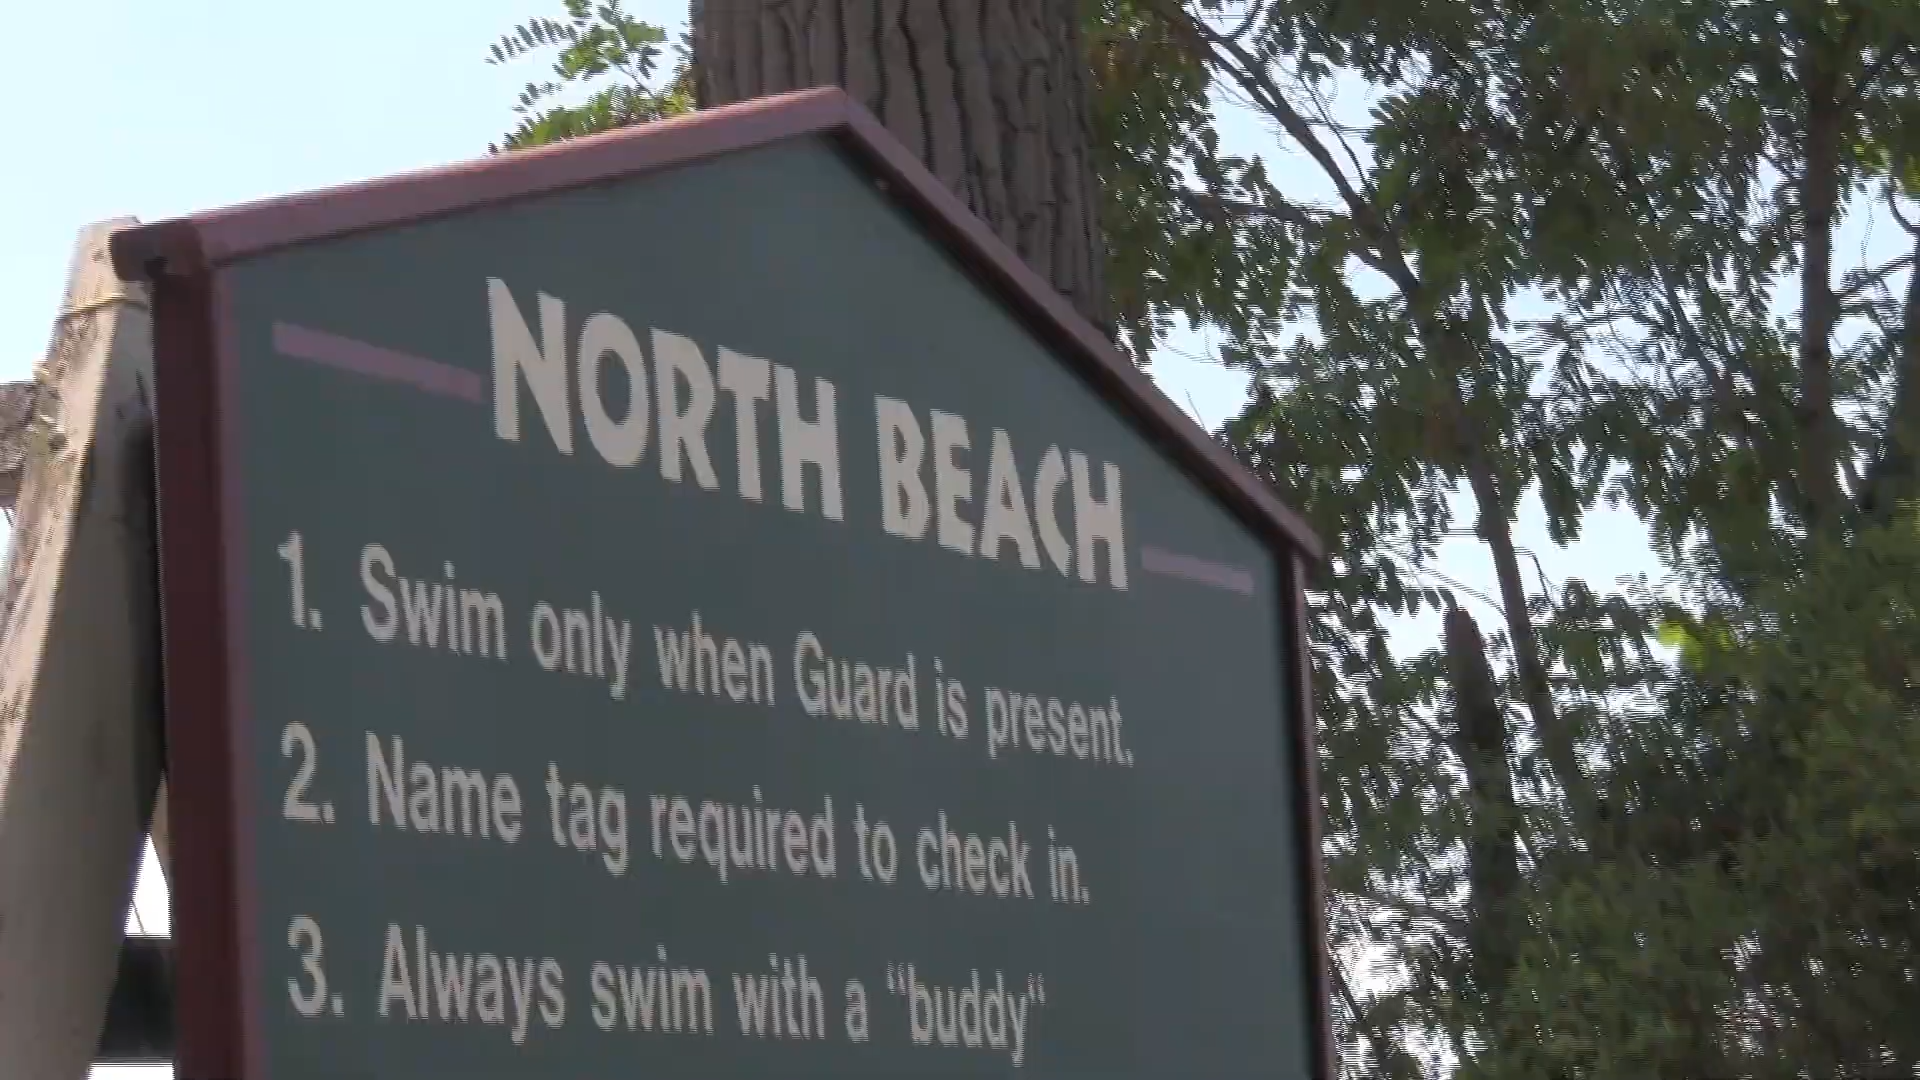 NORTH BEACH
1. Swim only when Guard is present.
2. Name tag required to check in.
3. Always swim with a "buddy"